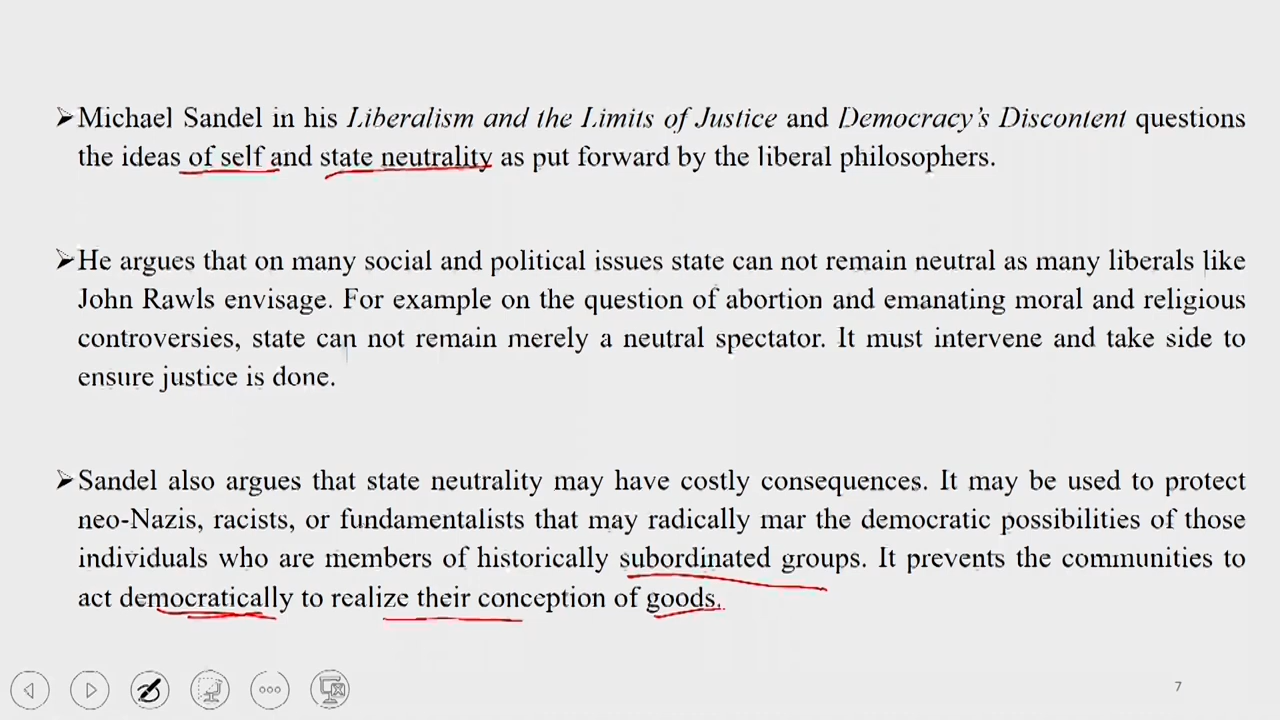 ➢Michael Sandel in his Liberalism and the Limits of Justice and Democracy's Discontent questions
the ideas of self and state neutrality as put forward by the liberal philosophers.
➢He argues that on many social and political issues state can not remain neutral as many liberals like
John Rawls envisage. For example on the question of abortion and emanating moral and religious
controversies, state can not remain merely a neutral spectator. It must intervene and take side to
ensure justice is done.
➢Sandel also argues that state neutrality may have costly consequences. It may be used to protect
neo-Nazis, racists, or fundamentalists that may radically mar the democratic possibilities of those
individuals who are members of historically subordinated groups. It prevents the communities to
act democratically to realize their conception of goods.
7